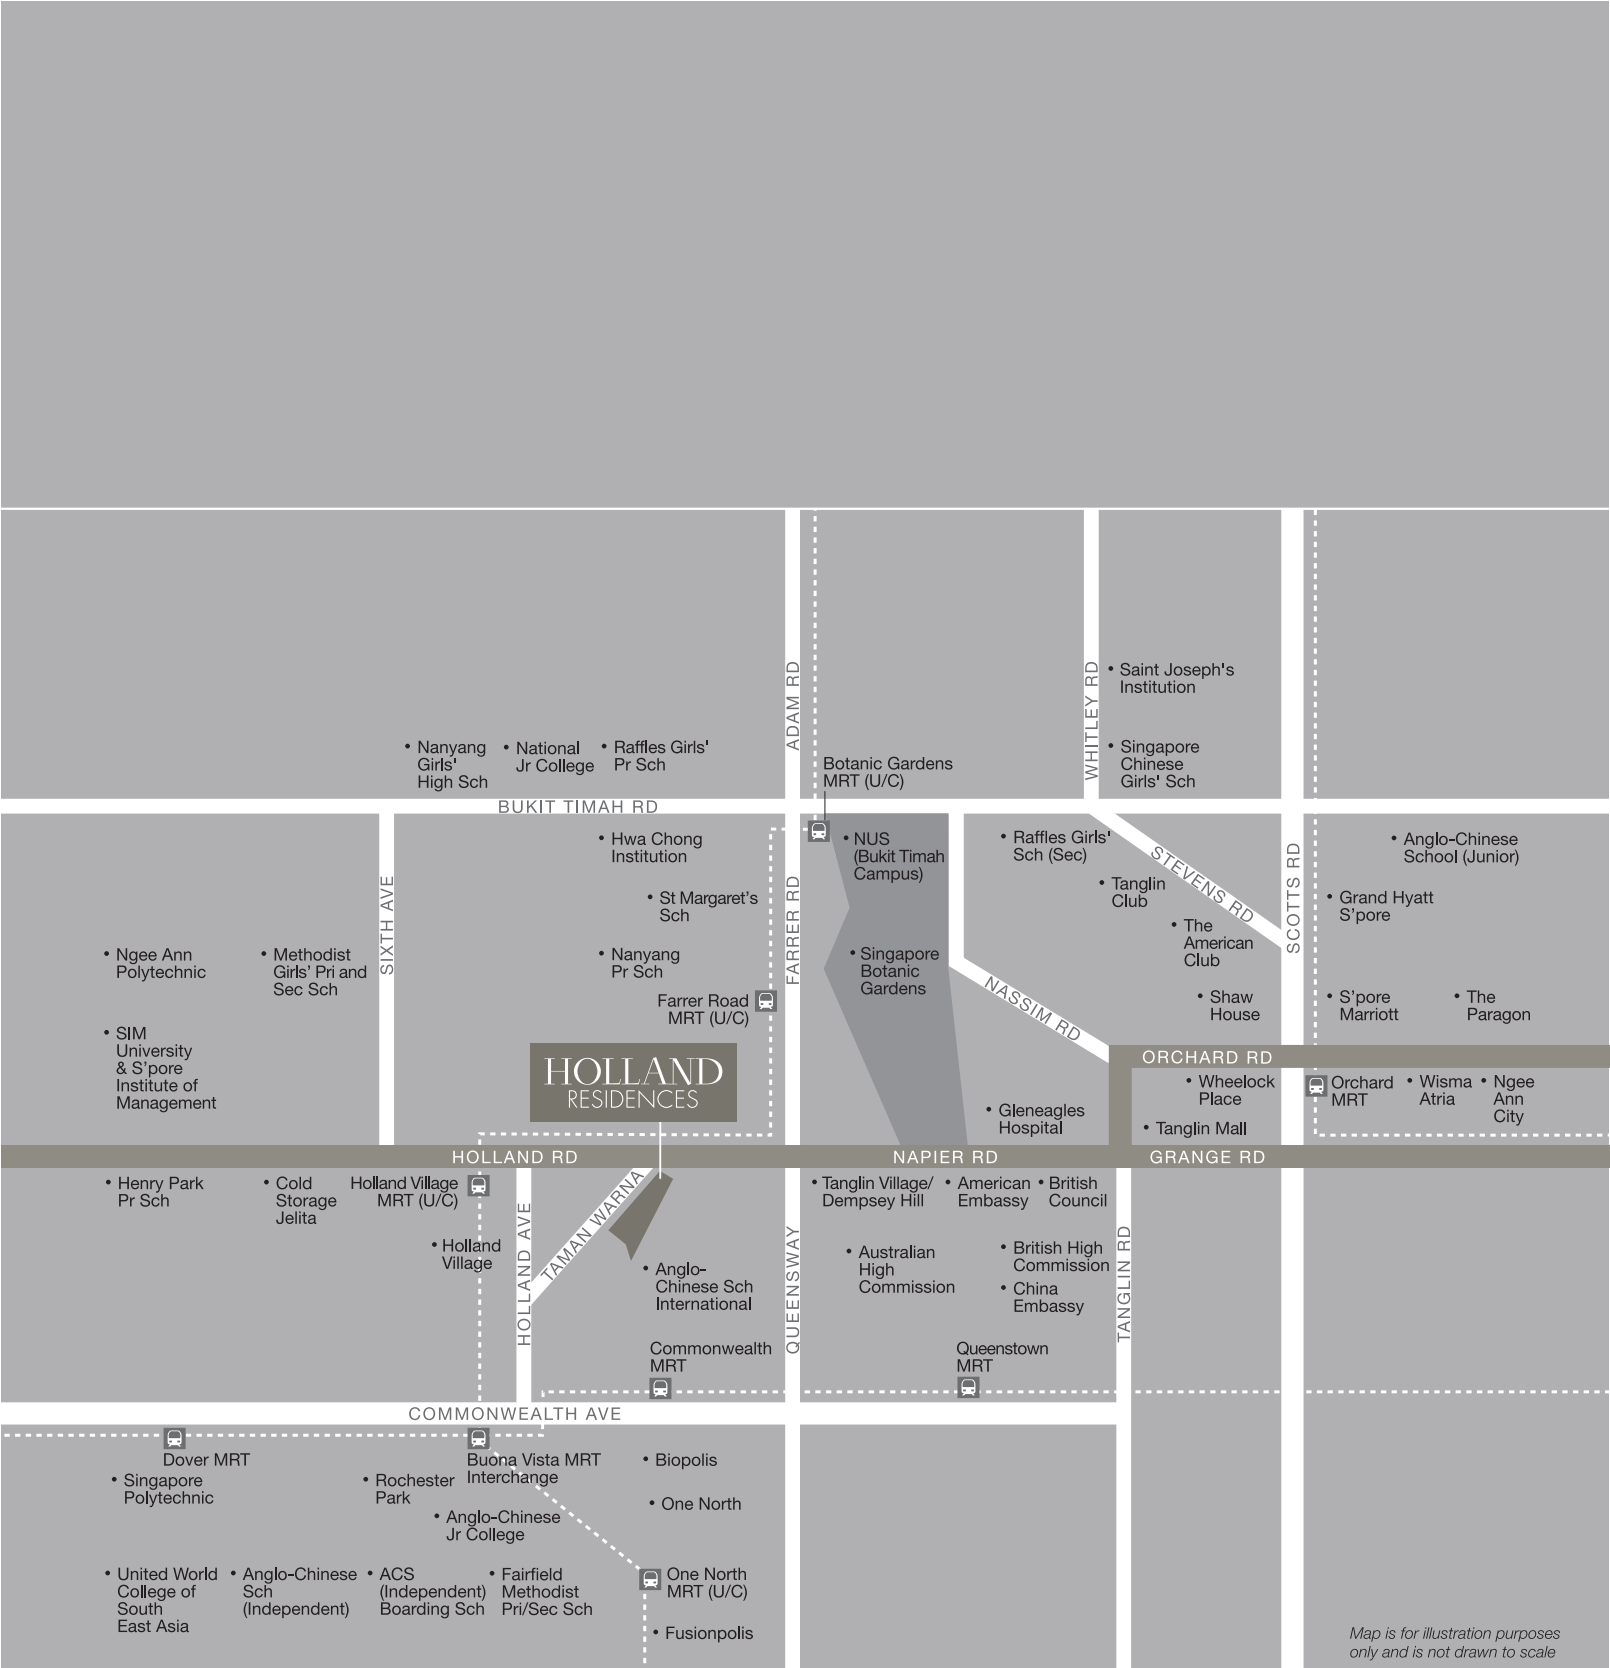 Saint Joseph's
Institution
ADAM RD
WHITLEY RD
Nanyang
Girls'
High Sch
National
Jr College
Raffles Girls'
Pr Sch
Singapore
Chinese
Girls' Sch
Botanic Gardens
MRT (U/C)
BUKIT TIMAH RD
Hwa Chong
Institution
NUS
(Bukit Timah
Campus)
Raffles Girls'
Sch (Sec)
STEVENS RD
Anglo-Chinese
School (Junior)
SIXTH AVE
St Margaret's
Sch
FARRER RD
Tanglin
Club
SCOTTS RD
Grand Hyatt
S'pore
The
American
Club
Ngee Ann
Polytechnic
Methodist
Girls' Pri and
Sec Sch
Nanyang
Pr Sch
Singapore
Botanic
Gardens
NASSIM RD
Farrer Road
MRT (U/C)
Shaw
House
S'pore
Marriott
The
Paragon
SIM
University
& S'pore
Institute of
Management
HOLLAND
RESIDENCES
ORCHARD RD
Wheelock
Place
Orchard
MRT
Wisma
Atria
Ngee
Ann
City
Gleneagles
Hospital
Tanglin Mall
HOLLAND RD
NAPIER RD
GRANGE RD
Henry Park
Pr Sch
Cold
Storage
Jelita
Holland Village
MRT (U/C)
TAMAN WARNA
Tanglin Village/
Dempsey Hill
American
Embassy
British
Council
Holland
Village
HOLLAND AVE
QUEENSWAY
Australian
High
Commission
British High
Commission
China
Embassy
TANGLIN RD
Anglo-
Chinese Sch
International
Commonwealth
MRT
Queenstown
MRT
COMMONWEALTH AVE
Dover MRT
Singapore
Polytechnic
Rochester
Park
Buona Vista MRT
Interchange
Biopolis
One North
Anglo-Chinese
Jr College
United World
College of
South
East Asia
Anglo-Chinese
Sch
(Independent)
ACS
(Independent)
Boarding Sch
Fairfield
Methodist
Pri/Sec Sch
One North
MRT (U/C)
Fusionpolis
Map is for illustration purposes
only and is not drawn to scale